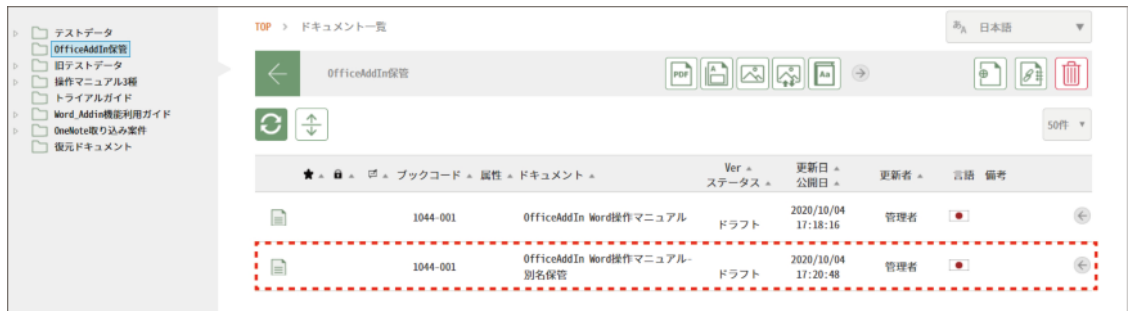 テストデータ
OfficeAddIn保管
旧テストデータ
操作マニュアル3種
トライアルガイド
Word_Addin機能利用ガイド
OneNote取り込み案件
復元ドキュメント
TOP > ドキュメント一覧
あA 日本語
OfficeAddIn保管
PDF
A
Aa
50件
ブックコード 属性 ドキュメント Ver ステータス 更新日 公開日 更新者 言語 備考
1044-001 OfficeAddIn Word操作マニュアル ドラフト 2020/10/04 17:18:16 管理者
1044-001 OfficeAddIn Word操作マニュアル-別名保管 ドラフト 2020/10/04 17:20:48 管理者